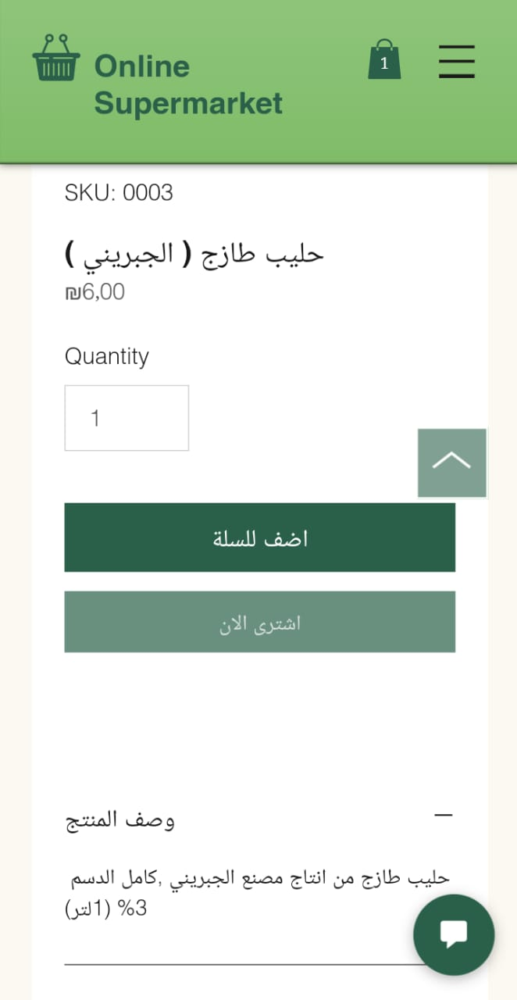 Online
Supermarket
1
SKU: 0003
حليب طازج ( الجبريني )
₪6,00
Quantity
1
اضف للسلة
اشترى الان
وصف المنتج
حليب طازج من انتاج مصنع الجبريني ,كامل الدسم
3% (1لتر)